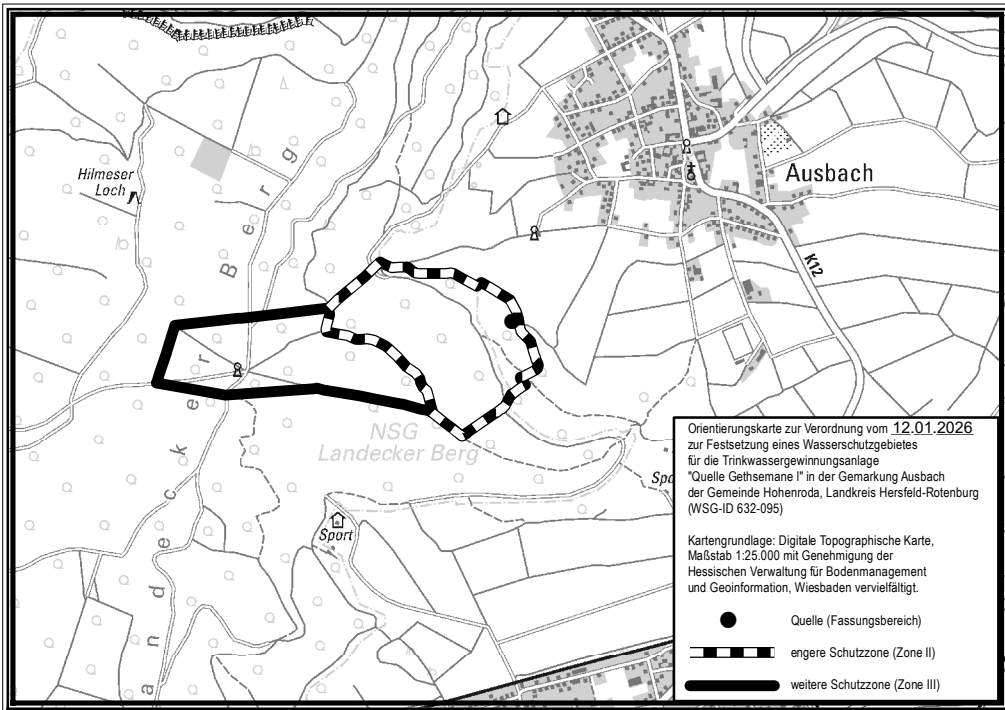 Hilmeser
Loch
Landecker Berg
Ausbach
K12
NSG
Landecker Berg
Sport
Spo
Orientierungskarte zur Verordnung vom 12.01.2026
zur Festsetzung eines Wasserschutzgebietes
für die Trinkwassergewinnungsanlage
"Quelle Gethsemane I" in der Gemarkung Ausbach
der Gemeinde Hohenroda, Landkreis Hersfeld-Rotenburg
(WSG-ID 632-095)
Kartengrundlage: Digitale Topographische Karte,
Maßstab 1:25.000 mit Genehmigung der
Hessischen Verwaltung für Bodenmanagement
und Geoinformation, Wiesbaden vervielfältigt.
Quelle (Fassungsbereich)
engere Schutzzone (Zone II)
weitere Schutzzone (Zone III)